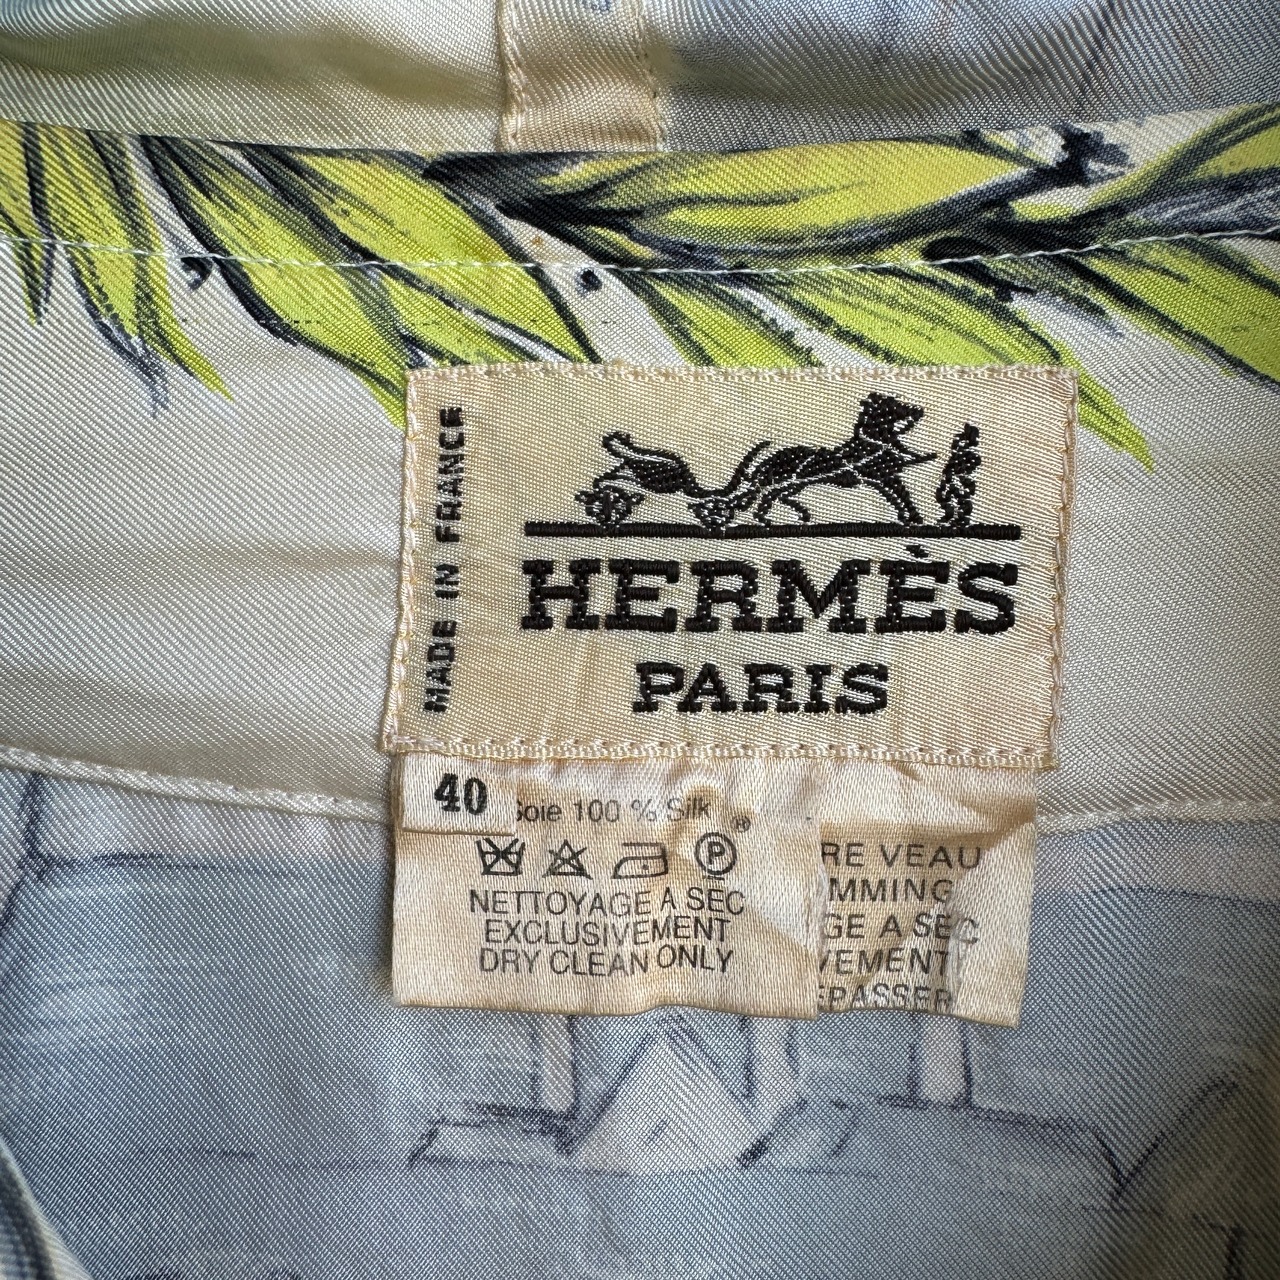 MADE IN FRANCE
HERMÈS
PARIS
40
Soie 100 % Silk
P
®
NETTOYAGE A SEC
EXCLUSIVEMENT
DRY CLEAN ONLY
RE VEAU
MMING
GE A SEC
VEMENT
EPASSER